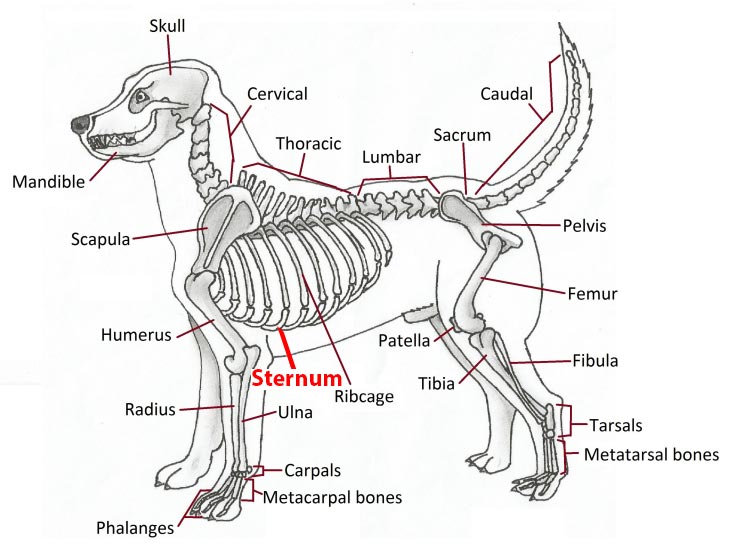 Skull
Cervical
Caudal
Thoracic
Sacrum
Lumbar
Mandible
Scapula
Pelvis
Femur
Humerus
Patella
Fibula
Sternum
Tibia
Ribcage
Radius
Ulna
Tarsals
Metatarsal bones
Carpals
Metacarpal bones
Phalanges